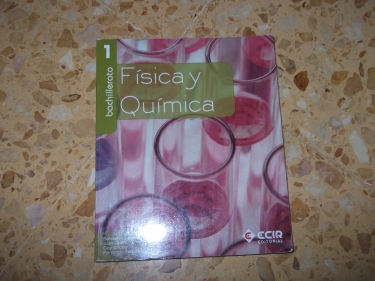 1
bachillerato
Física y
Química
ECIR
EDITORIAL